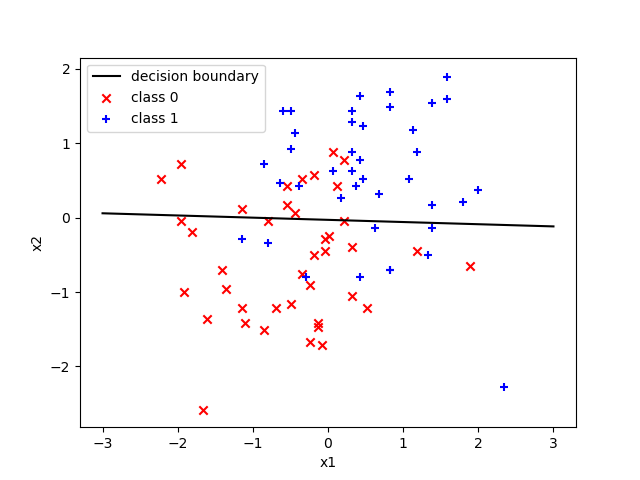 decision boundary
class 0
class 1
2
1
0
−1
−2
x2
−3 −2 −1 0 1 2 3
x1